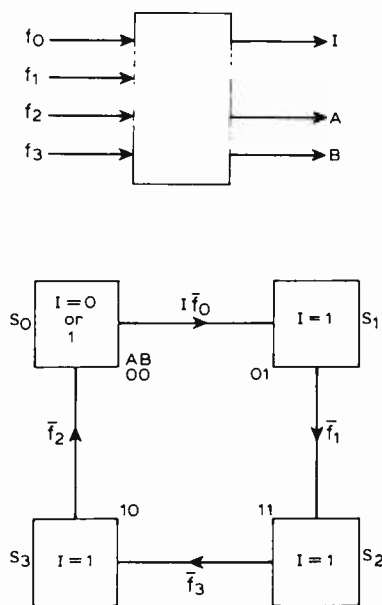 f₀ I
f₁
f₂ A
f₃ B
S₀ I = 0 or 1 I f̄₀ I = 1 S₁
AB
00 01
f̄₂ f̄₁
10 11
S₃ I = 1 f̄₃ I = 1 S₂